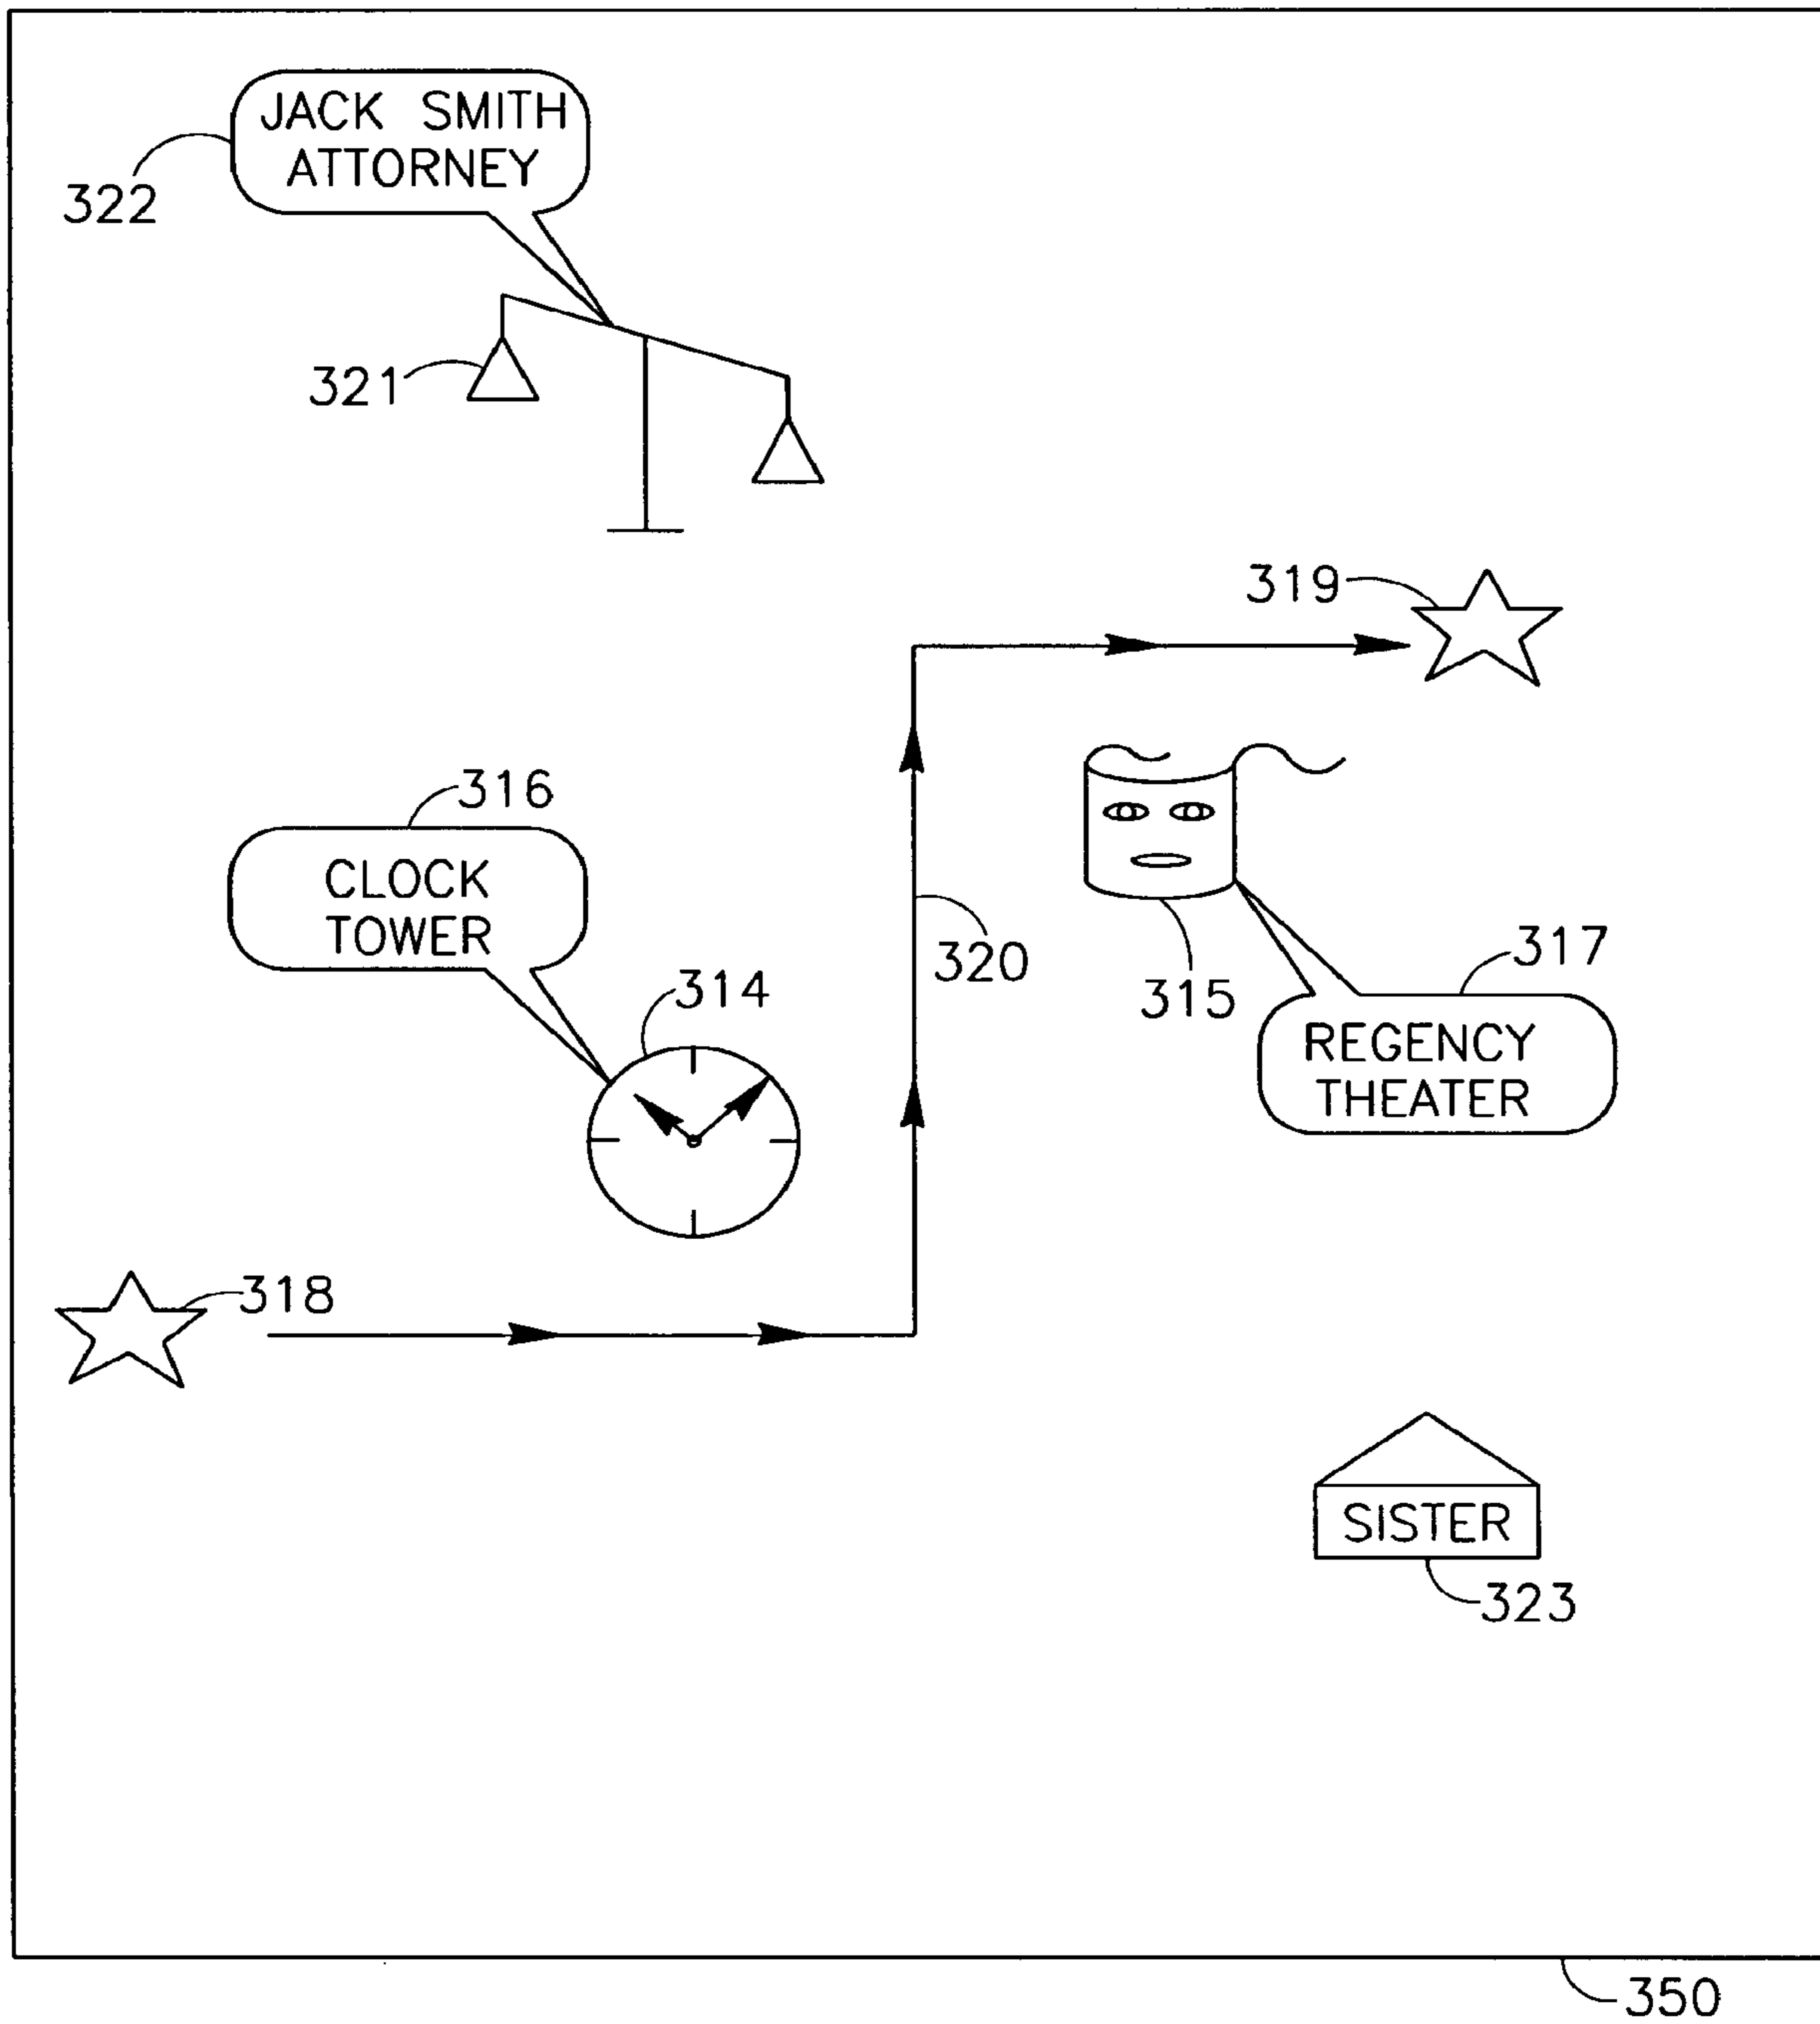 JACK SMITH
ATTORNEY
322
321
319
316
CLOCK
TOWER
314
320
315
317
REGENCY
THEATER
318
SISTER
323
350